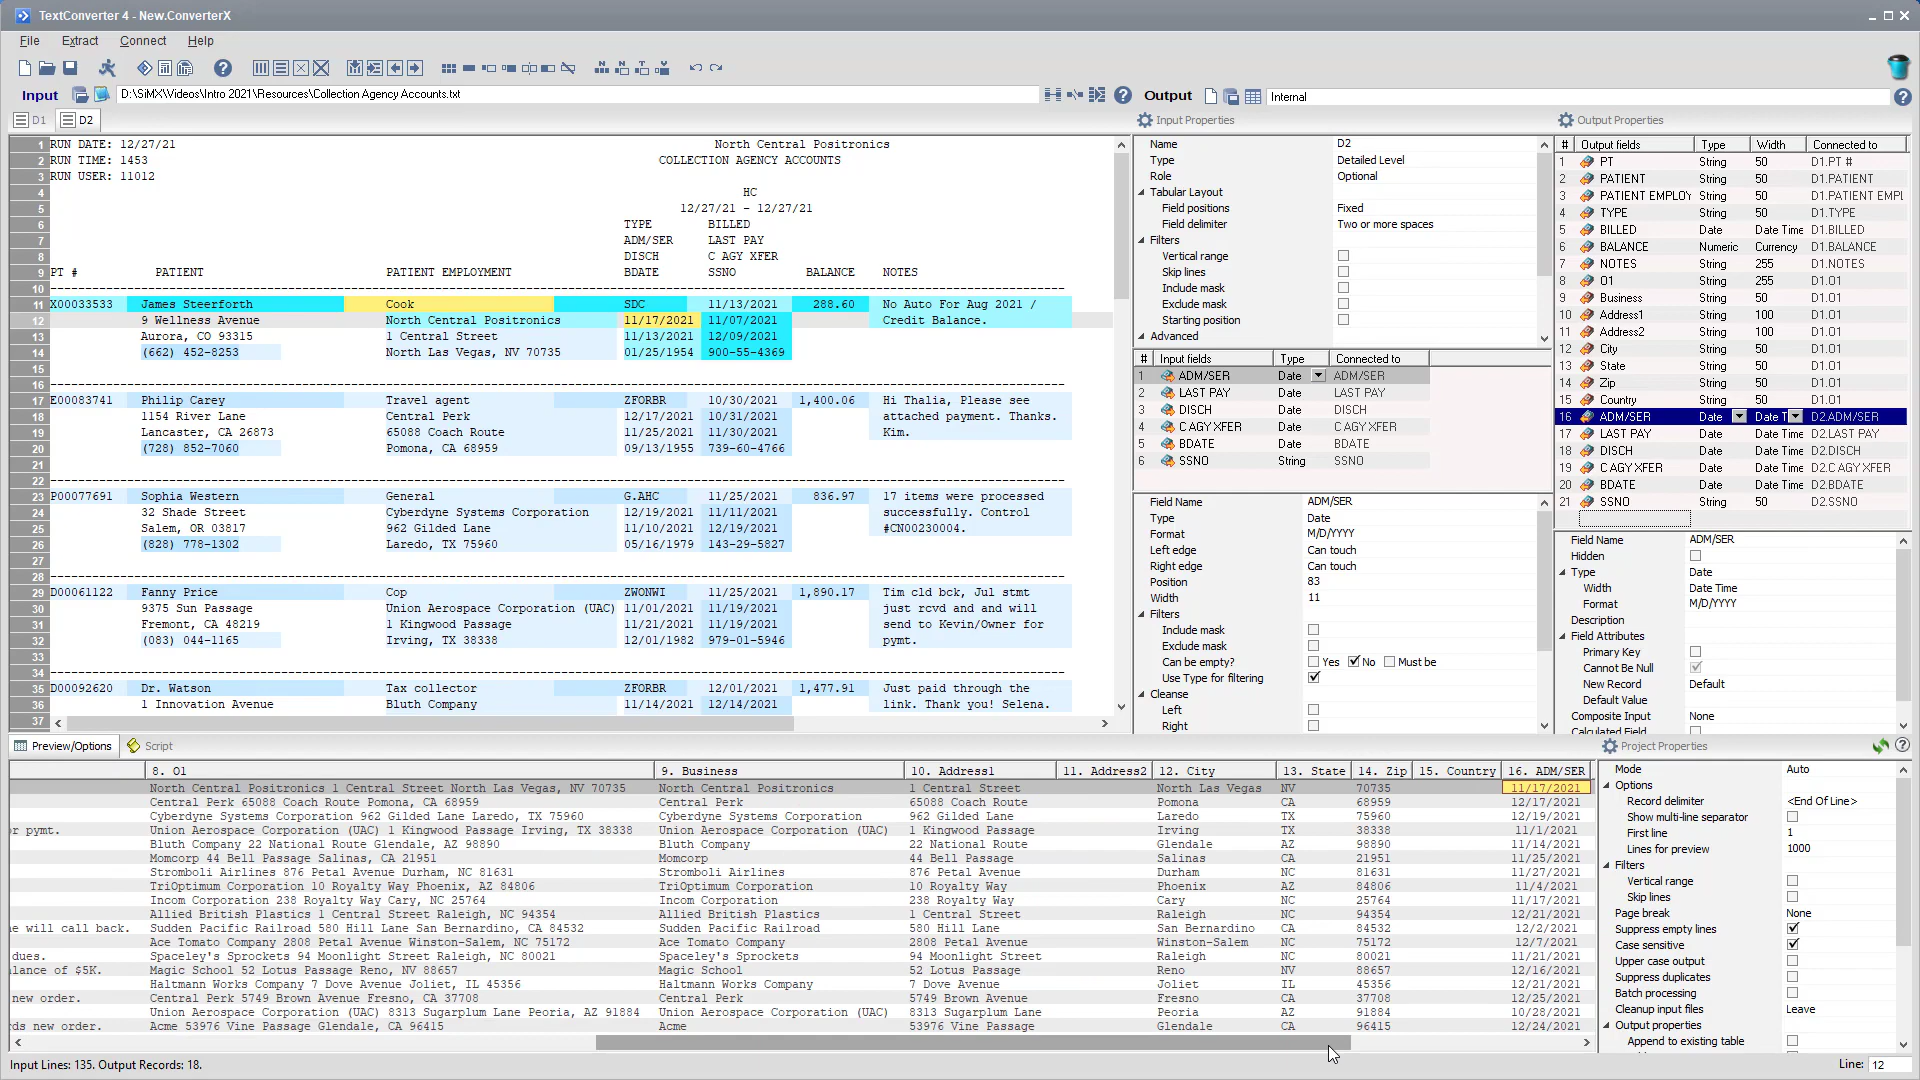 TextConverter 4 - New.ConverterX
File Extract Connect Help
Input D:\SiMX\Videos\Intro 2021\Resources\Collection Agency Accounts.txt Output Internal
D1 D2 Input Properties Output Properties
1 RUN DATE: 12/27/21 North Central Positronics
2 RUN TIME: 1453 COLLECTION AGENCY ACCOUNTS
3 RUN USER: 11012
4 HC
5 12/27/21 - 12/27/21
6 TYPE BILLED
7 ADM/SER LAST PAY
8 DISCH C AGY XFER
9 PT # PATIENT PATIENT EMPLOYMENT BDATE SSNO BALANCE NOTES
10
11 X00033533 James Steerforth Cook SDC 11/13/2021 288.60 No Auto For Aug 2021 /
12 9 Wellness Avenue North Central Positronics 11/17/2021 11/07/2021 Credit Balance.
13 Aurora, CO 93315 1 Central Street 11/13/2021 12/09/2021
14 (662) 452-8253 North Las Vegas, NV 70735 01/25/1954 900-55-4369
15
16
17 E00083741 Philip Carey Travel agent ZFORBR 10/30/2021 1,400.06 Hi Thalia, Please see
18 1154 River Lane Central Perk 12/17/2021 10/31/2021 attached payment. Thanks.
19 Lancaster, CA 26873 65088 Coach Route 11/25/2021 11/30/2021 Kim.
20 (728) 852-7060 Pomona, CA 68959 09/13/1955 739-60-4766
21
22
23 P00077691 Sophia Western General G.AHC 11/25/2021 836.97 17 items were processed
24 32 Shade Street Cyberdyne Systems Corporation 12/19/2021 11/11/2021 successfully. Control
25 Salem, OR 03817 962 Gilded Lane 11/10/2021 12/19/2021 #CN00230004.
26 (828) 778-1302 Laredo, TX 75960 05/16/1979 143-29-5827
27
28
29 D00061122 Fanny Price Cop ZWONWI 11/25/2021 1,890.17 Tim cld bck, Jul stmt
30 9375 Sun Passage Union Aerospace Corporation (UAC) 11/01/2021 11/19/2021 just rcvd and and will
31 Fremont, CA 48219 1 Kingwood Passage 11/21/2021 11/19/2021 send to Kevin/Owner for
32 (083) 044-1165 Irving, TX 38338 12/01/1982 979-01-5946 pymt.
33
34
35 D00092620 Dr. Watson Tax collector ZFORBR 12/01/2021 1,477.91 Just paid through the
36 1 Innovation Avenue Bluth Company 11/14/2021 12/14/2021 link. Thank you! Selena.
37
Name D2
Type Detailed Level
Role Optional
Tabular Layout
Field positions Fixed
Field delimiter Two or more spaces
Filters
Vertical range
Skip lines
Include mask
Exclude mask
Starting position
Advanced
# Input fields Type Connected to
1 ADM/SER Date ADM/SER
2 LAST PAY Date LAST PAY
3 DISCH Date DISCH
4 C AGY XFER Date C AGY XFER
5 BDATE Date BDATE
6 SSNO String SSNO
Field Name ADM/SER
Type Date
Format M/D/YYYY
Left edge Can touch
Right edge Can touch
Position 83
Width 11
Filters
Include mask
Exclude mask
Can be empty? Yes No Must be
Use Type for filtering
Cleanse
Left
Right
# Output fields Type Width Connected to
1 PT String 50 D1.PT #
2 PATIENT String 50 D1.PATIENT
3 PATIENT EMPLOY String 50 D1.PATIENT EMPL
4 TYPE String 50 D1.TYPE
5 BILLED Date Date Time D1.BILLED
6 BALANCE Numeric Currency D1.BALANCE
7 NOTES String 255 D1.NOTES
8 O1 String 255 D1.O1
9 Business String 50 D1.O1
10 Address1 String 100 D1.O1
11 Address2 String 100 D1.O1
12 City String 50 D1.O1
13 State String 50 D1.O1
14 Zip String 50 D1.O1
15 Country String 50 D1.O1
16 ADM/SER Date Date T D2.ADM/SER
17 LAST PAY Date Date Time D2.LAST PAY
18 DISCH Date Date Time D2.DISCH
19 C AGY XFER Date Date Time D2.C AGY XFER
20 BDATE Date Date Time D2.BDATE
21 SSNO String 50 D2.SSNO
Field Name ADM/SER
Hidden
Type Date
Width Date Time
Format M/D/YYYY
Description
Field Attributes
Primary Key
Cannot Be Null
New Record Default
Default Value
Composite Input None
Calculated Field
Preview/Options Script Project Properties
8. O1 9. Business 10. Address1 11. Address2 12. City 13. State 14. Zip 15. Country 16. ADM/SER
North Central Positronics 1 Central Street North Las Vegas, NV 70735 North Central Positronics 1 Central Street North Las Vegas NV 70735 11/17/2021
Central Perk 65088 Coach Route Pomona, CA 68959 Central Perk 65088 Coach Route Pomona CA 68959 12/17/2021
Cyberdyne Systems Corporation 962 Gilded Lane Laredo, TX 75960 Cyberdyne Systems Corporation 962 Gilded Lane Laredo TX 75960 12/19/2021
r pymt. Union Aerospace Corporation (UAC) 1 Kingwood Passage Irving, TX 38338 Union Aerospace Corporation (UAC) 1 Kingwood Passage Irving TX 38338 11/1/2021
Bluth Company 22 National Route Glendale, AZ 98890 Bluth Company 22 National Route Glendale AZ 98890 11/14/2021
Momcorp 44 Bell Passage Salinas, CA 21951 Momcorp 44 Bell Passage Salinas CA 21951 11/25/2021
Stromboli Airlines 876 Petal Avenue Durham, NC 81631 Stromboli Airlines 876 Petal Avenue Durham NC 81631 11/27/2021
TriOptimum Corporation 10 Royalty Way Phoenix, AZ 84806 TriOptimum Corporation 10 Royalty Way Phoenix AZ 84806 11/4/2021
Incom Corporation 238 Royalty Way Cary, NC 25764 Incom Corporation 238 Royalty Way Cary NC 25764 11/17/2021
Allied British Plastics 1 Central Street Raleigh, NC 94354 Allied British Plastics 1 Central Street Raleigh NC 94354 12/21/2021
e will call back. Sudden Pacific Railroad 580 Hill Lane San Bernardino, CA 84532 Sudden Pacific Railroad 580 Hill Lane San Bernardino CA 84532 12/2/2021
Ace Tomato Company 2808 Petal Avenue Winston-Salem, NC 75172 Ace Tomato Company 2808 Petal Avenue Winston-Salem NC 75172 12/7/2021
dues. Spaceley's Sprockets 94 Moonlight Street Raleigh, NC 80021 Spaceley's Sprockets 94 Moonlight Street Raleigh NC 80021 11/21/2021
lance of $5K. Magic School 52 Lotus Passage Reno, NV 88657 Magic School 52 Lotus Passage Reno NV 88657 12/16/2021
Haltmann Works Company 7 Dove Avenue Joliet, IL 45356 Haltmann Works Company 7 Dove Avenue Joliet IL 45356 12/21/2021
new order. Central Perk 5749 Brown Avenue Fresno, CA 37708 Central Perk 5749 Brown Avenue Fresno CA 37708 12/25/2021
Union Aerospace Corporation (UAC) 8313 Sugarplum Lane Peoria, AZ 91884 Union Aerospace Corporation (UAC) 8313 Sugarplum Lane Peoria AZ 91884 10/28/2021
ds new order. Acme 53976 Vine Passage Glendale, CA 96415 Acme 53976 Vine Passage Glendale CA 96415 12/24/2021
Mode Auto
Options
Record delimiter <End Of Line>
Show multi-line separator
First line 1
Lines for preview 1000
Filters
Vertical range
Skip lines
Page break None
Suppress empty lines
Case sensitive
Upper case output
Suppress duplicates
Batch processing
Cleanup input files Leave
Output properties
Append to existing table
Input Lines: 135. Output Records: 18. Line: 12